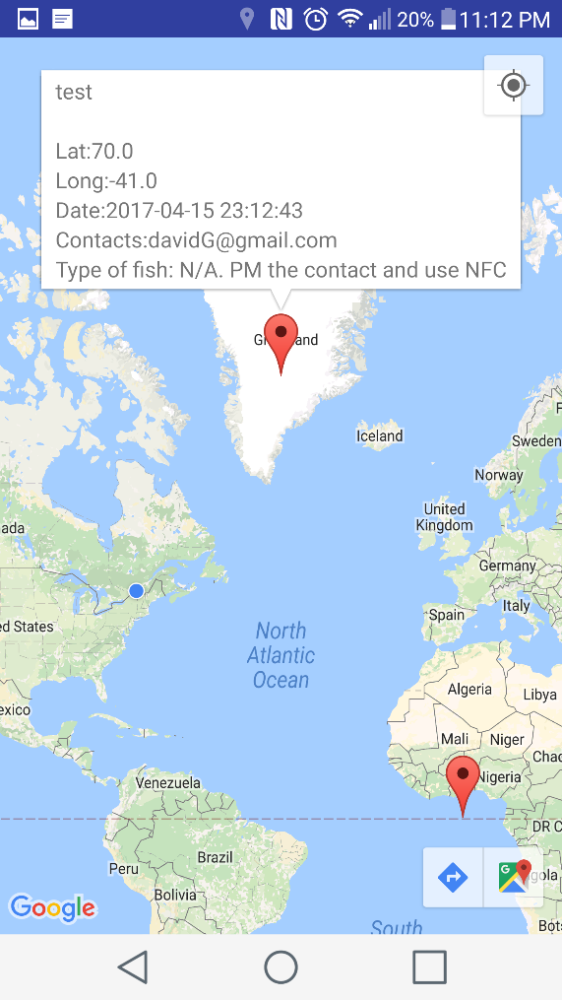 20% 11:12 PM
test
Lat:70.0
Long:-41.0
Date:2017-04-15 23:12:43
Contacts:davidG@gmail.com
Type of fish: N/A. PM the contact and use NFC
Iceland
Sweden
Norway
United
Kingdom
ada
Germany
ed States
Spain
Italy
North
Atlantic
Ocean
Algeria
Libya
exico
Mali
Niger
Chad
Nigeria
Venezuela
DR C
Peru
Brazil
gola
Bolivia
Google
South
Bots